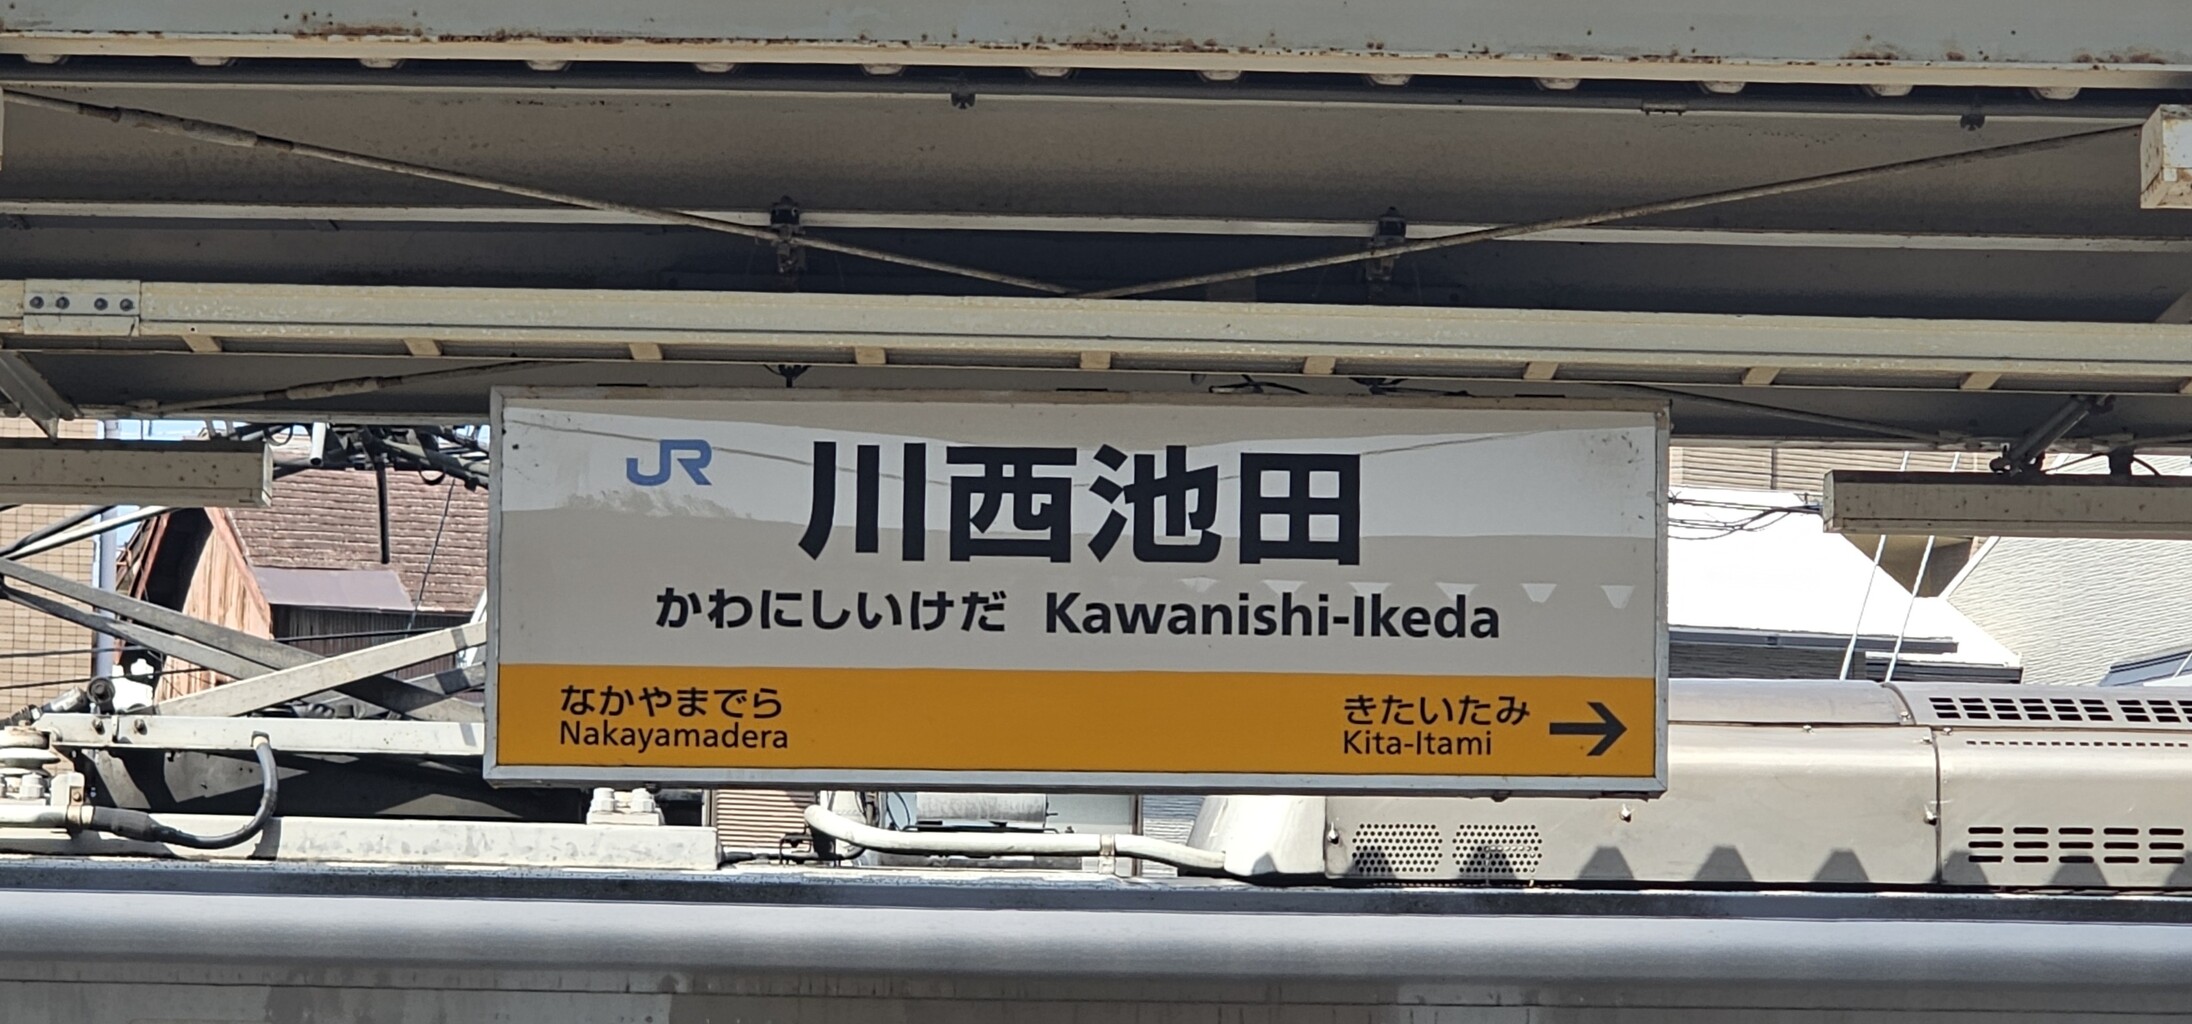 JR 川西池田
かわにしいけだ Kawanishi-Ikeda
なかやまでら
Nakayamadera
きたいたみ →
Kita-Itami